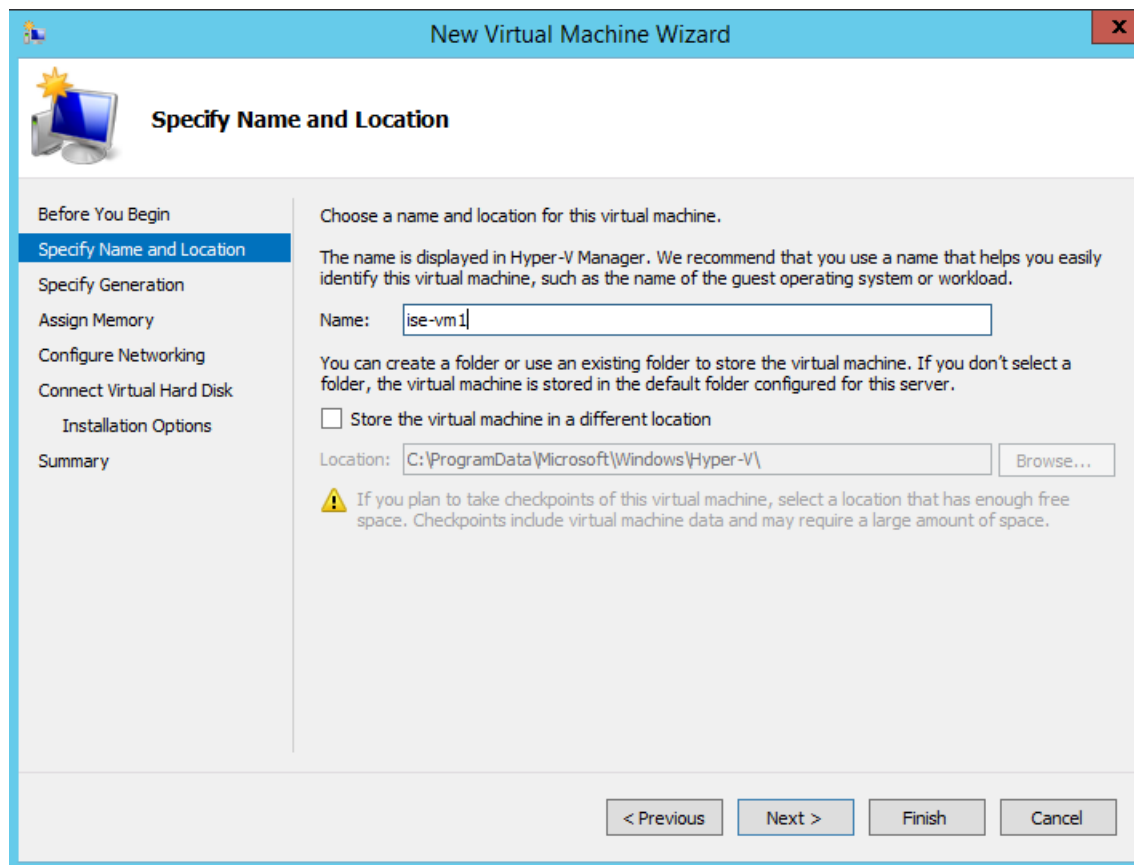 New Virtual Machine Wizard
x
Specify Name and Location
Before You Begin
Specify Name and Location
Specify Generation
Assign Memory
Configure Networking
Connect Virtual Hard Disk
Installation Options
Summary
Choose a name and location for this virtual machine.
The name is displayed in Hyper-V Manager. We recommend that you use a name that helps you easily
identify this virtual machine, such as the name of the guest operating system or workload.
Name: ise-vm1
You can create a folder or use an existing folder to store the virtual machine. If you don't select a
folder, the virtual machine is stored in the default folder configured for this server.
Store the virtual machine in a different location
Location: C:\ProgramData\Microsoft\Windows\Hyper-V\ Browse...
If you plan to take checkpoints of this virtual machine, select a location that has enough free
space. Checkpoints include virtual machine data and may require a large amount of space.
< Previous Next > Finish Cancel